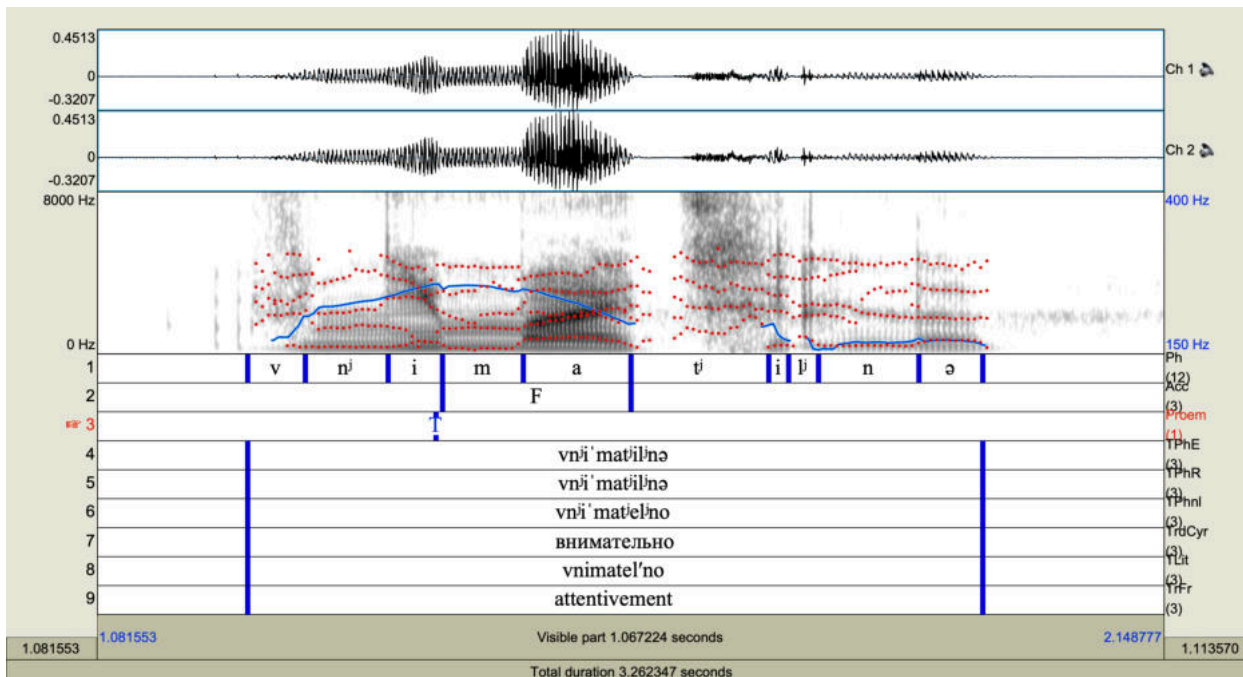 0.4513
0
-0.3207
Ch 1
0.4513
0
-0.3207
Ch 2
8000 Hz
400 Hz
0 Hz
150 Hz
1 v nʲ i m a tʲ i lʲ n ə Ph (12)
2 F Acc (3)
3 T Proem (1)
4 vnʲiˈmatʲilʲnə TPhE (3)
5 vnʲiˈmatʲilʲnə TPhR (3)
6 vnʲiˈmatʲelʲno TPhnl (3)
7 внимательно TrdCyr (3)
8 vnimatel′no TLit (3)
9 attentivement TrFr (3)
1.081553 Visible part 1.067224 seconds 2.148777
1.081553 1.113570
Total duration 3.262347 seconds